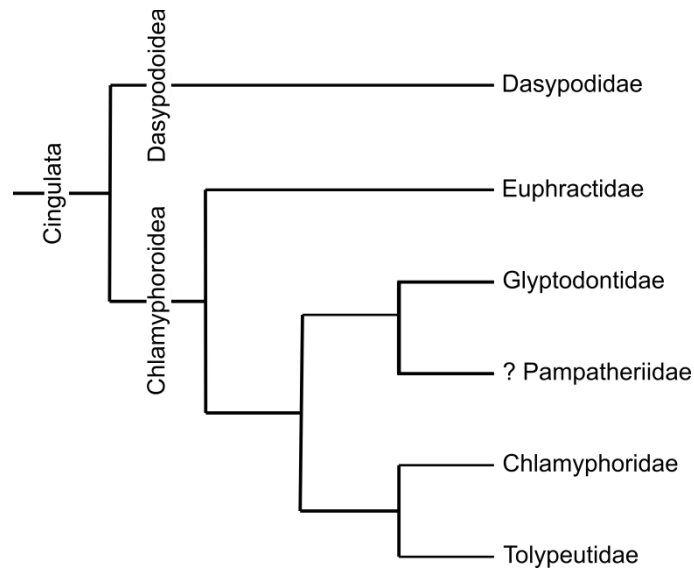 Cingulata
Dasypodoidea
Chlamyphoroidea
Dasypodidae
Euphractidae
Glyptodontidae
? Pampatheriidae
Chlamyphoridae
Tolypeutidae